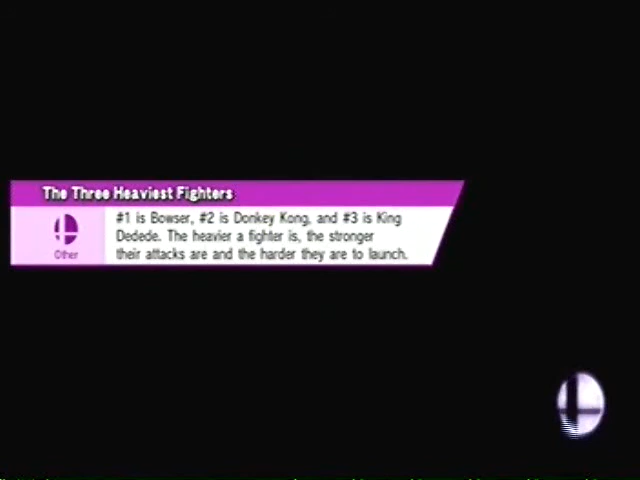 The Three Heaviest Fighters
#1 is Bowser, #2 is Donkey Kong, and #3 is King
Dedede. The heavier a fighter is, the stronger
their attacks are and the harder they are to launch.
Other